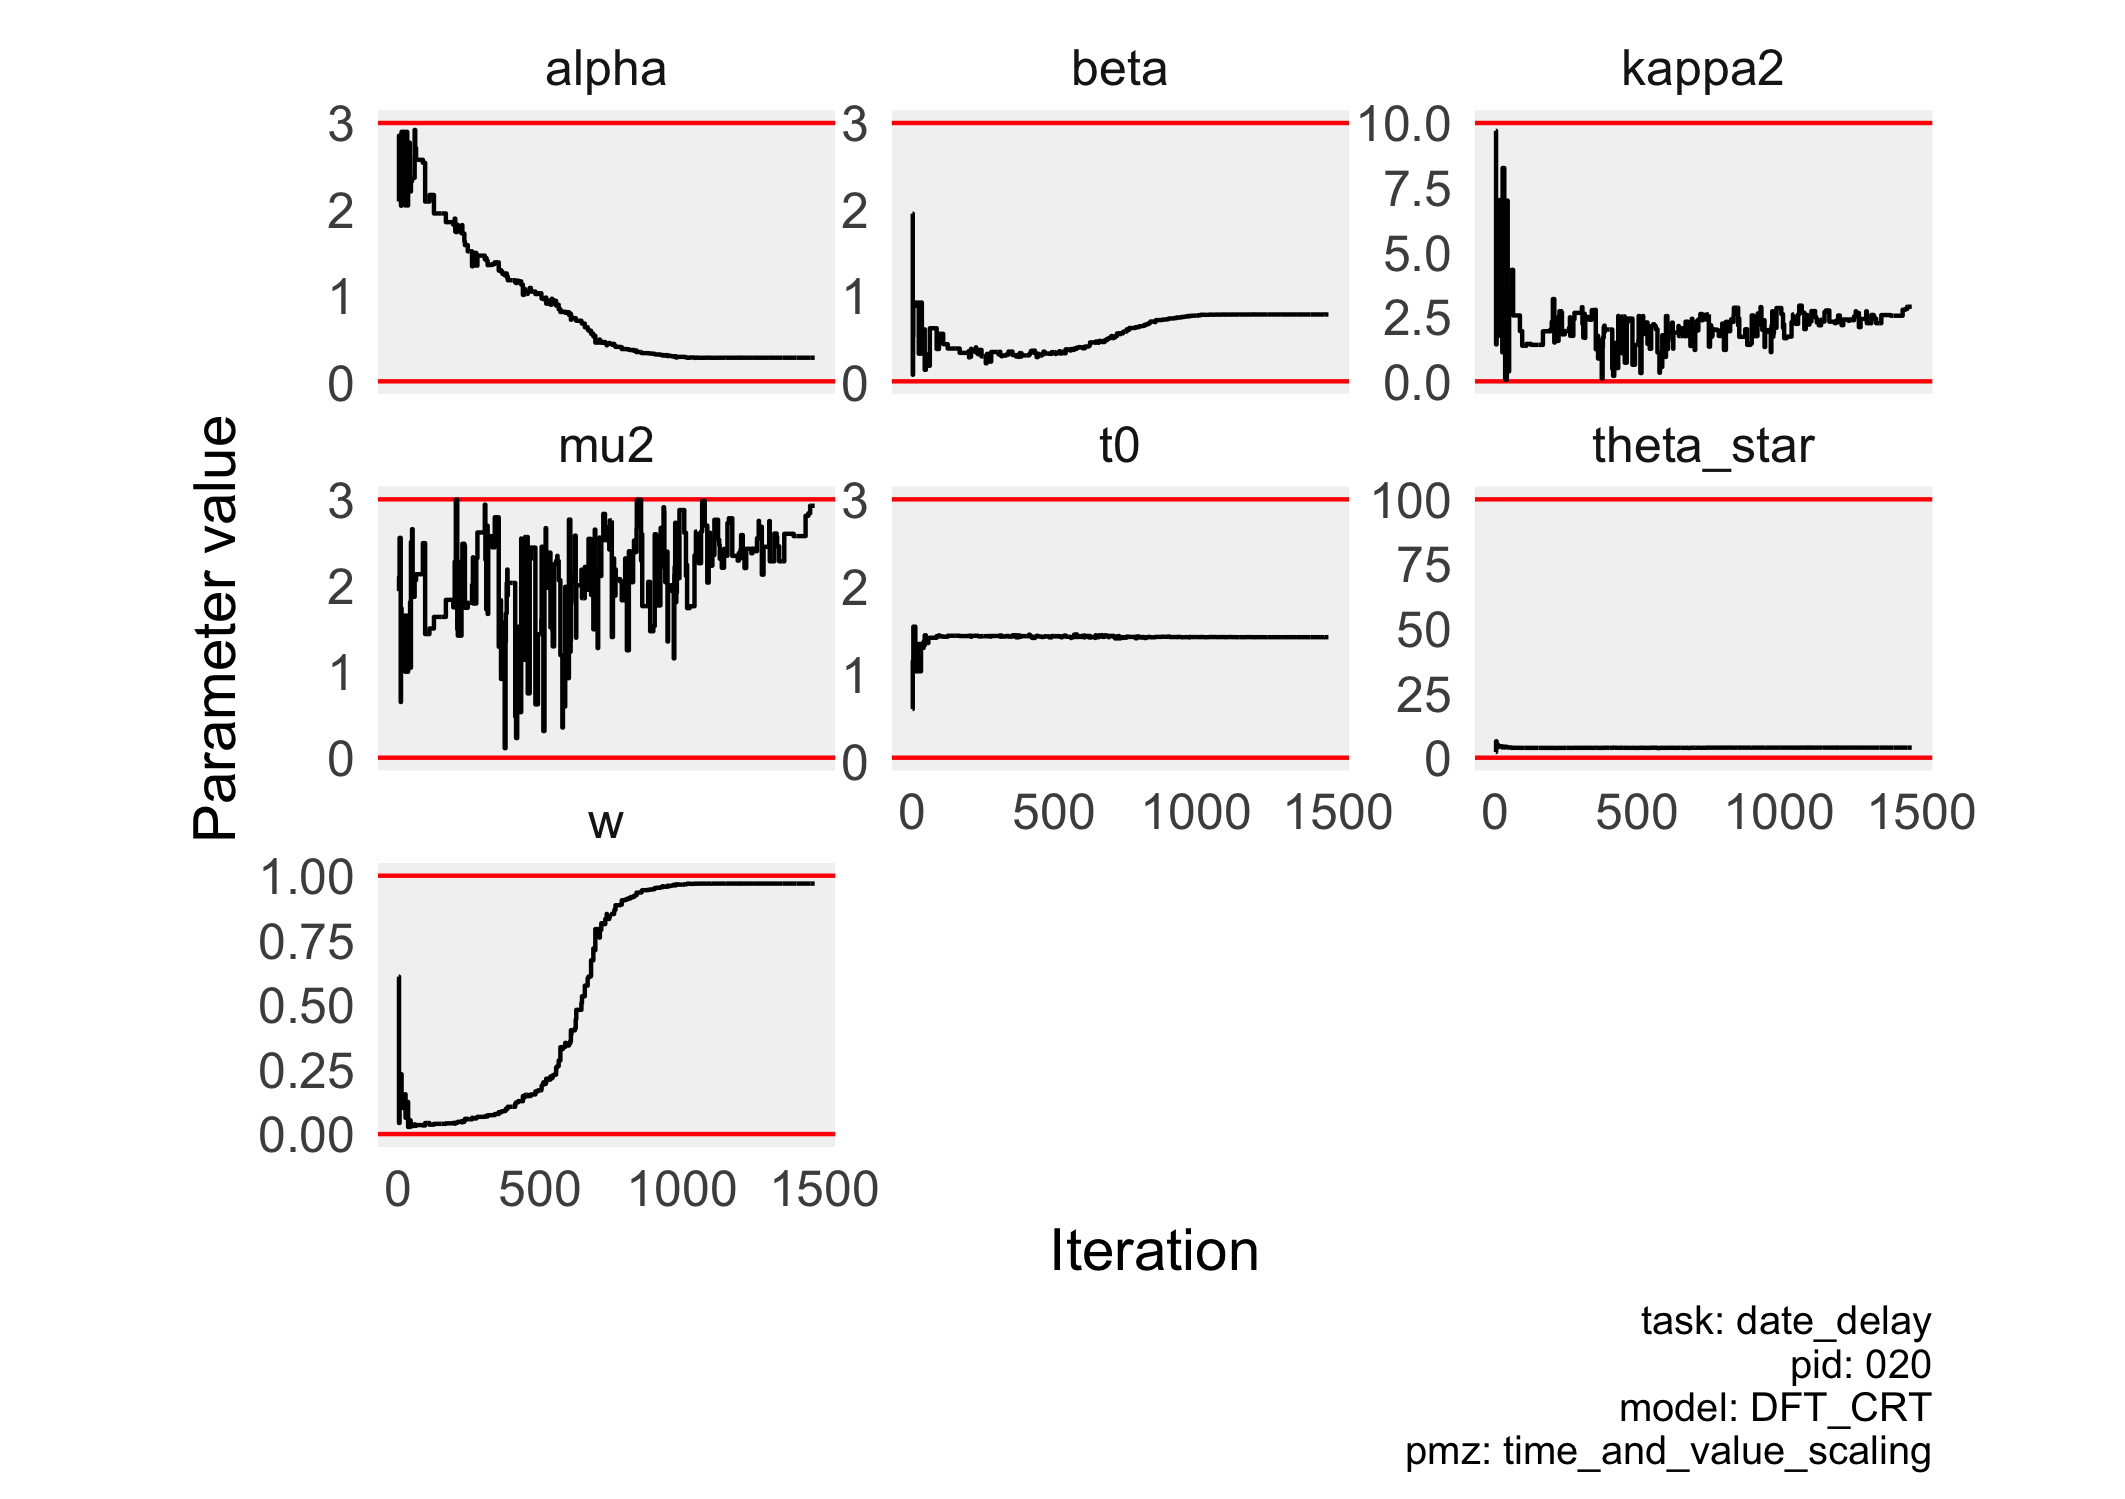 alpha
beta
kappa2
3
2
1
0
3
2
1
0
10.0
7.5
5.0
2.5
0.0
mu2
t0
theta_star
3
2
1
0
3
2
1
0
100
75
50
25
0
0 500 1000 1500
0 500 1000 1500
w
1.00
0.75
0.50
0.25
0.00
0 500 1000 1500
Parameter value
Iteration
task: date_delay
pid: 020
model: DFT_CRT
pmz: time_and_value_scaling